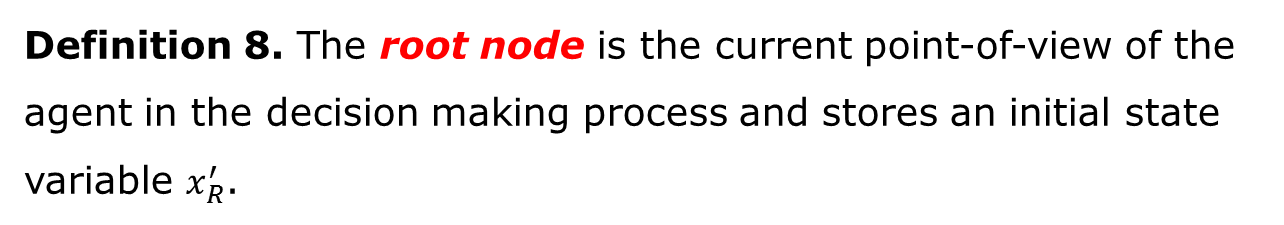 Definition 8. The root node is the current point-of-view of the
agent in the decision making process and stores an initial state
variable $x'_R$.